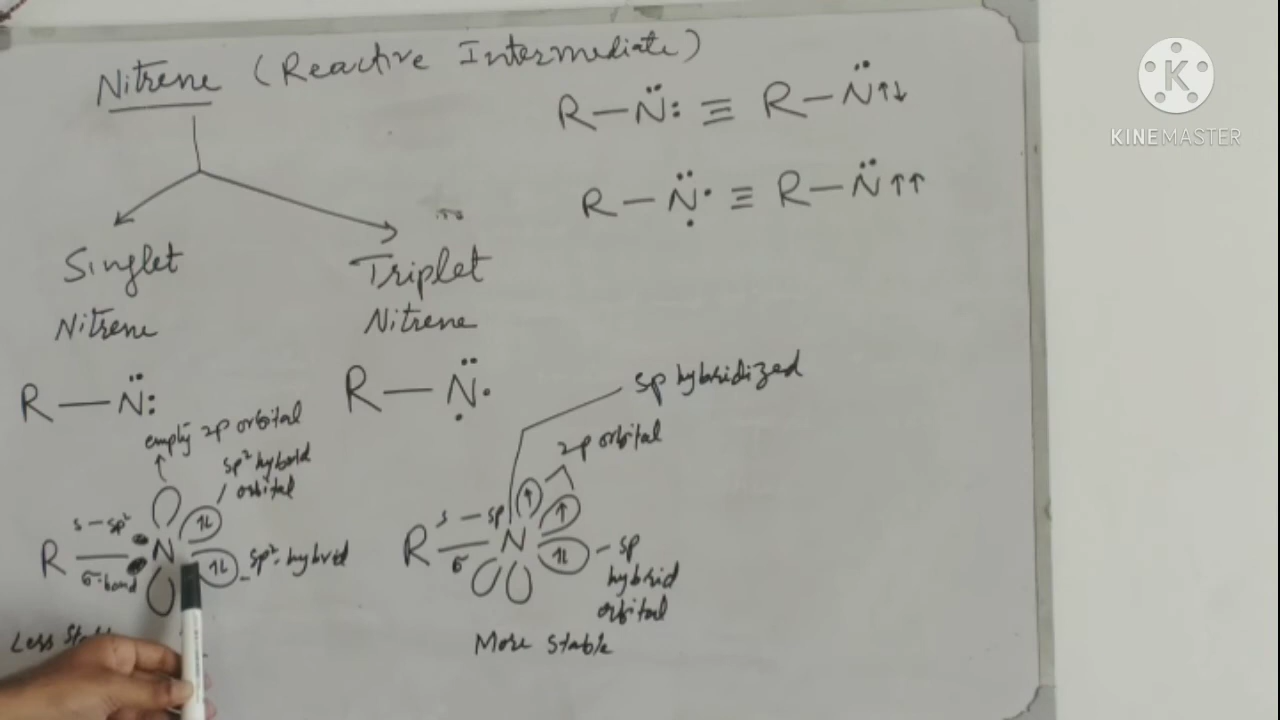 Nitrene (Reactive Intermediate)
R—N̈: ≡ R—N̈↑↓
R—N̈· ≡ R—N̈↑↑
Singlet
Nitrene
Triplet
Nitrene
R—N̈:
R—N̈·
empty 2p orbital
sp² hybrid
orbital
s—sp²
R N
σ-bond
sp²-hybrid
Less
sp hybridized
2p orbital
s—sp
R N
σ
sp
hybrid
orbital
More stable
K
KINEMASTER